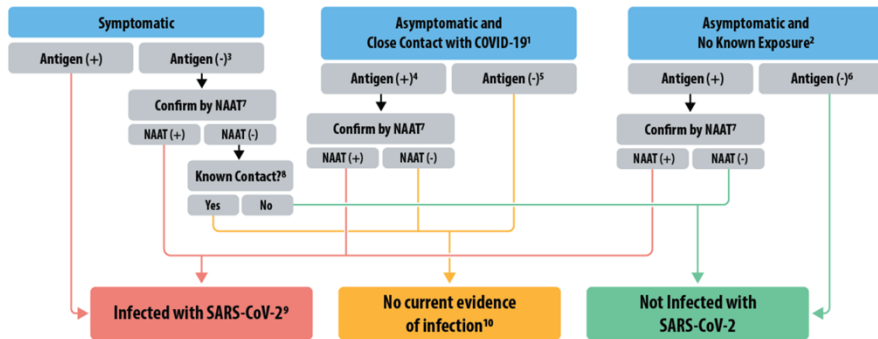 Symptomatic
Antigen (+)
Antigen (-)³
Confirm by NAAT⁷
NAAT (+)
NAAT (-)
Known Contact?⁸
Yes
No
Asymptomatic and
Close Contact with COVID-19¹
Antigen (+)⁴
Antigen (-)⁵
Confirm by NAAT⁷
NAAT (+)
NAAT (-)
Asymptomatic and
No Known Exposure²
Antigen (+)
Antigen (-)⁶
Confirm by NAAT⁷
NAAT (+)
NAAT (-)
Infected with SARS-CoV-2⁹
No current evidence
of infection¹⁰
Not Infected with
SARS-CoV-2